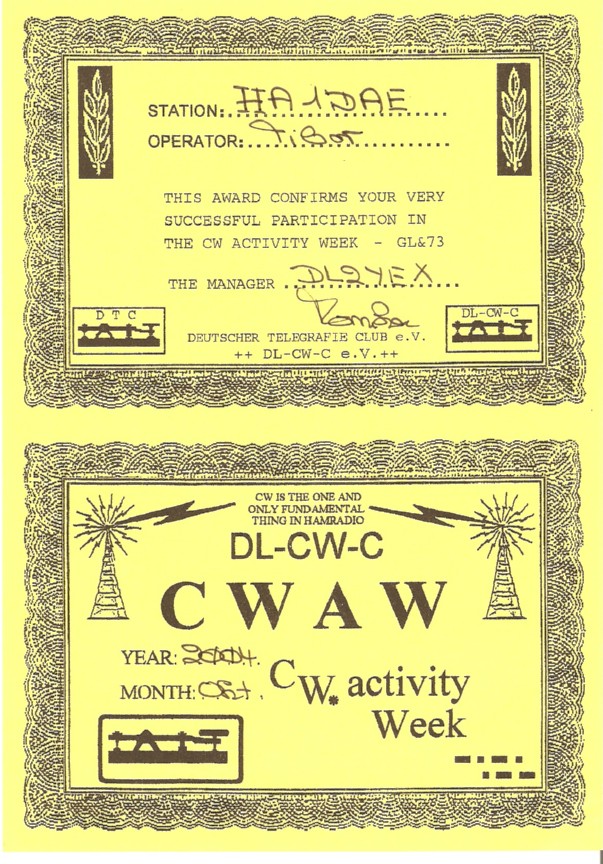 STATION: HA1DAE
OPERATOR: Tibor
THIS AWARD CONFIRMS YOUR VERY
SUCCESSFUL PARTICIPATION IN
THE CW ACTIVITY WEEK - GL&73
THE MANAGER DL2YEX
DTC
DL-CW-C
DEUTSCHER TELEGRAFIE CLUB e.V.
++ DL-CW-C e.V.++
CW IS THE ONE AND
ONLY FUNDAMENTAL
THING IN HAMRADIO
DL-CW-C
CWAW
YEAR: 2004.
MONTH: Oct.
CW. activity
Week